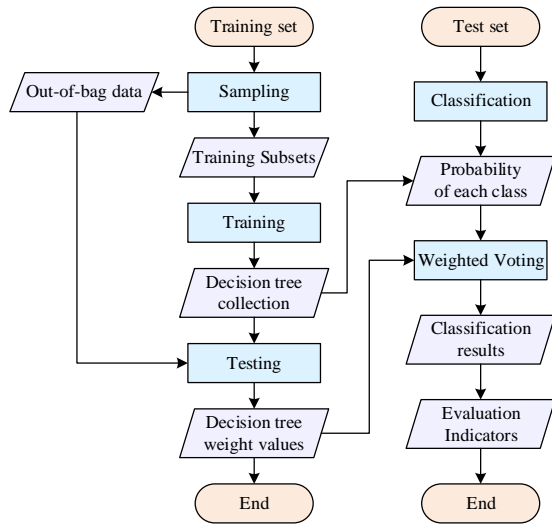 Training set
Out-of-bag data
Sampling
Training Subsets
Training
Decision tree
collection
Testing
Decision tree
weight values
End
Test set
Classification
Probability
of each class
Weighted Voting
Classification
results
Evaluation
Indicators
End